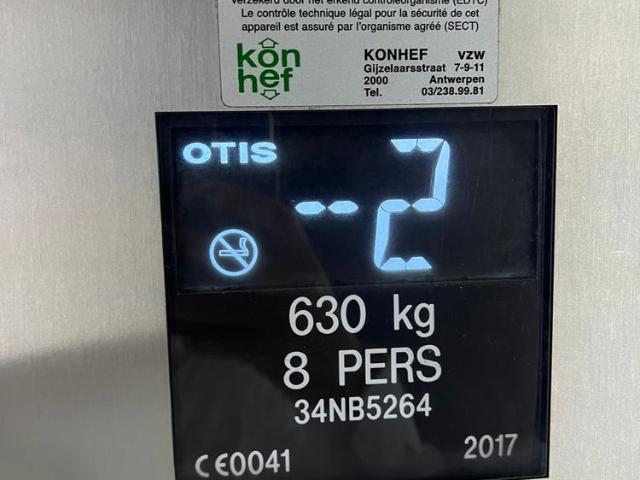 verzekerd door het erkend controleorganisme (EDTC)
Le contrôle technique légal pour la sécurité de cet
appareil est assuré par l'organisme agréé (SECT)
kon
hef
KONHEF VZW
Gijzelaarsstraat 7-9-11
2000 Antwerpen
Tel. 03/238.99.81
OTIS
-2
630 kg
8 PERS
34NB5264
CE0041 2017